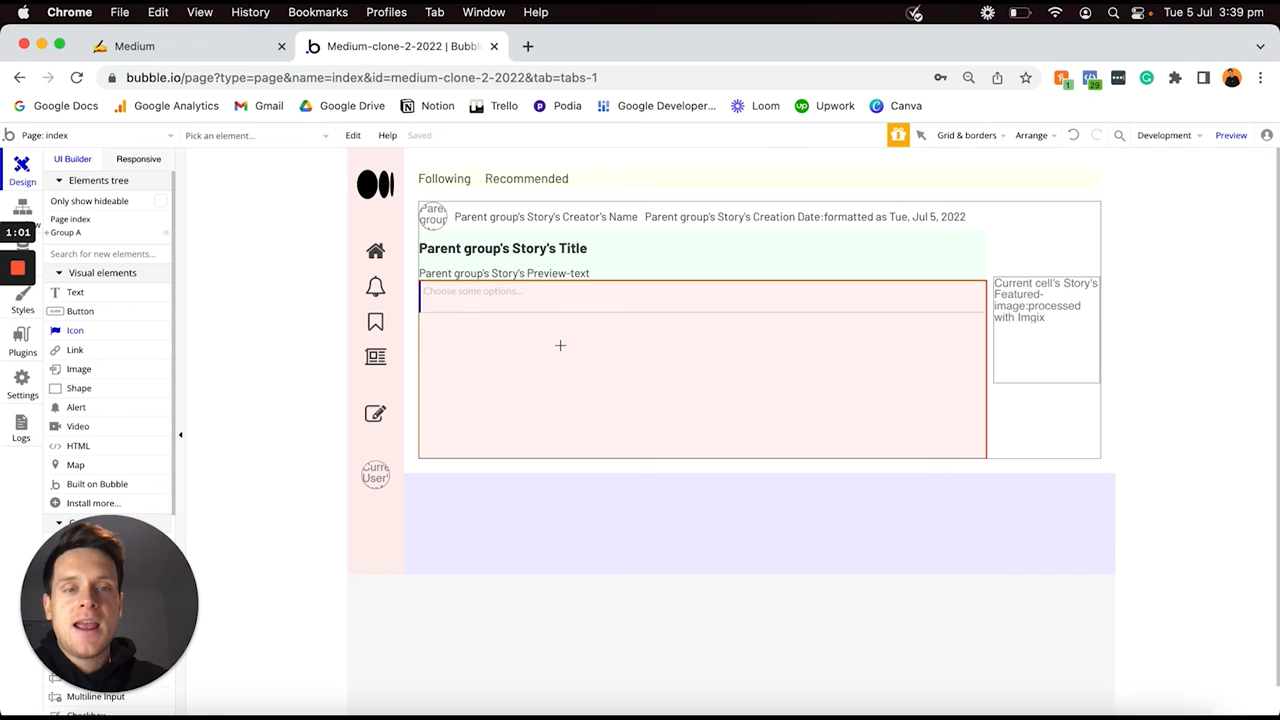 Chrome File Edit View History Bookmarks Profiles Tab Window Help Tue 5 Jul 3:39 pm
Medium
Medium-clone-2-2022 | Bubbl
bubble.io/page?type=page&name=index&id=medium-clone-2-2022&tab=tabs-1
1
29
Google Docs Google Analytics Gmail Google Drive Notion Trello Podia Google Developer... Loom Upwork Canva
Page: index Pick an element... Edit Help Saved Grid & borders Arrange Development Preview
Design
UI Builder Responsive
Elements tree
Only show hideable
Page index
Group A
1:01
Search for new elements...
Visual elements
Text
Button
Icon
Link
Image
Shape
Alert
Video
HTML
Map
Built on Bubble
Install more...
Multiline Input
Checkbox
Styles
Plugins
Settings
Logs
Following Recommended
Pare
group
Parent group's Story's Creator's Name Parent group's Story's Creation Date:formatted as Tue, Jul 5, 2022
Parent group's Story's Title
Parent group's Story's Preview-text
Choose some options...
Current cell's Story's
Featured-
image:processed
with Imgix
Curre
User'